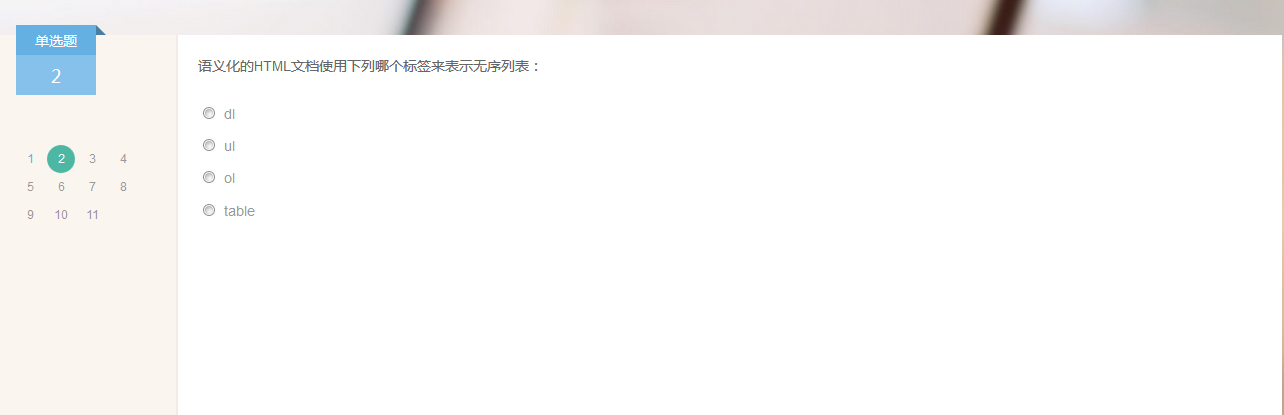 单选题
2
1 2 3 4
5 6 7 8
9 10 11
语义化的HTML文档使用下列哪个标签来表示无序列表：
dl
ul
ol
table